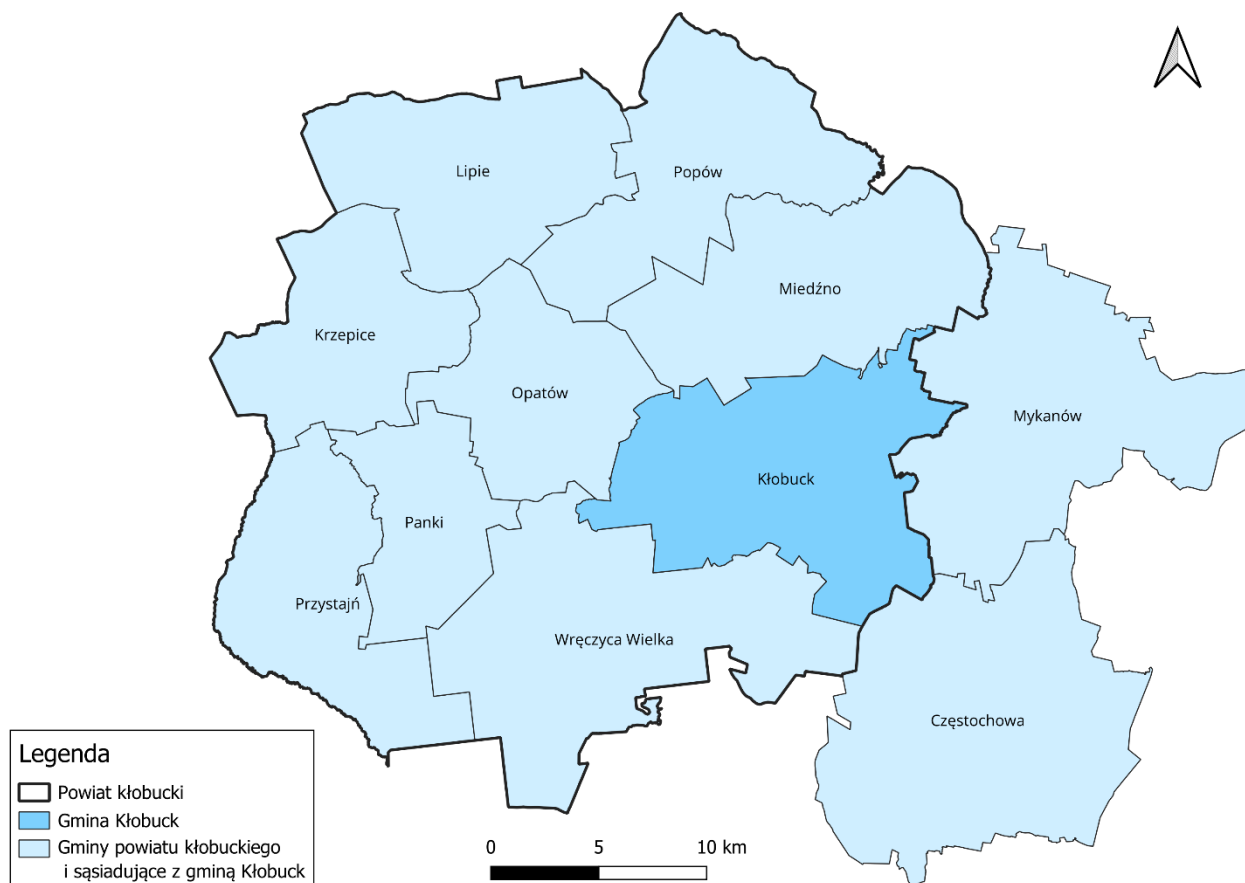 Lipie
Popów
Miedźno
Krzepice
Opatów
Mykanów
Kłobuck
Panki
Przystajń
Wręczyca Wielka
Częstochowa
Legenda
Powiat kłobucki
Gmina Kłobuck
Gminy powiatu kłobuckiego
i sąsiadujące z gminą Kłobuck
0 5 10 km